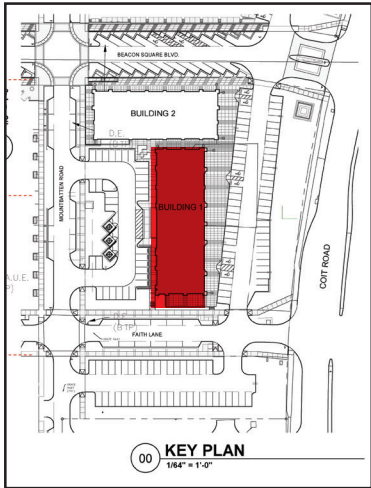 BEACON SQUARE BLVD.
BUILDING 2
D.E.
MOUNTBATTEN ROAD
BUILDING 1
A.U.E.
COIT ROAD
FAITH LANE
00
KEY PLAN
1/64" = 1'-0"